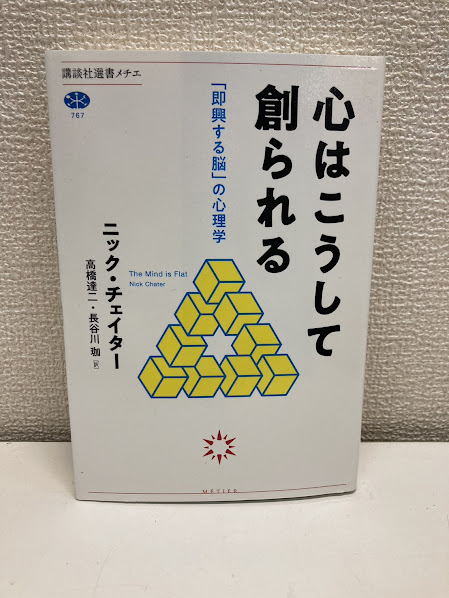 講談社選書メチエ
767
心はこうして
創られる
「即興する脳」の心理学
ニック・チェイター
高橋達二・長谷川 珈[訳]
The Mind is Flat
Nick Chater
MÉTIER